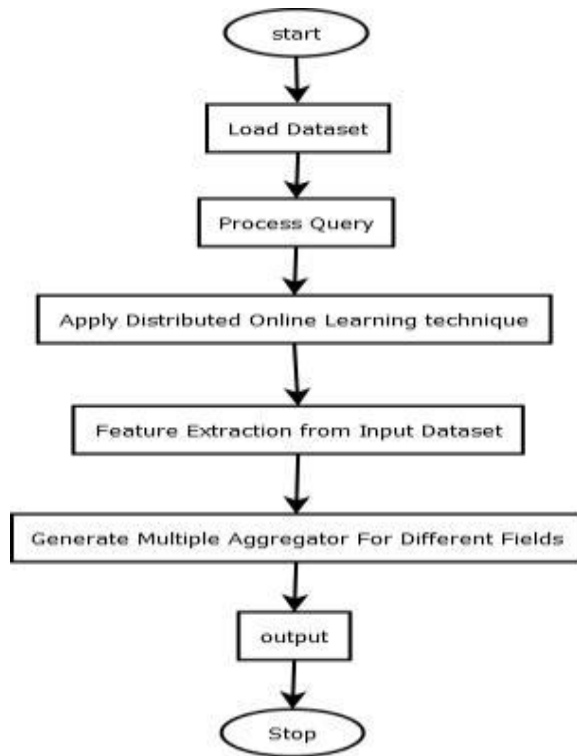 start
Load Dataset
Process Query
Apply Distributed Online Learning technique
Feature Extraction from Input Dataset
Generate Multiple Aggregator For Different Fields
output
Stop